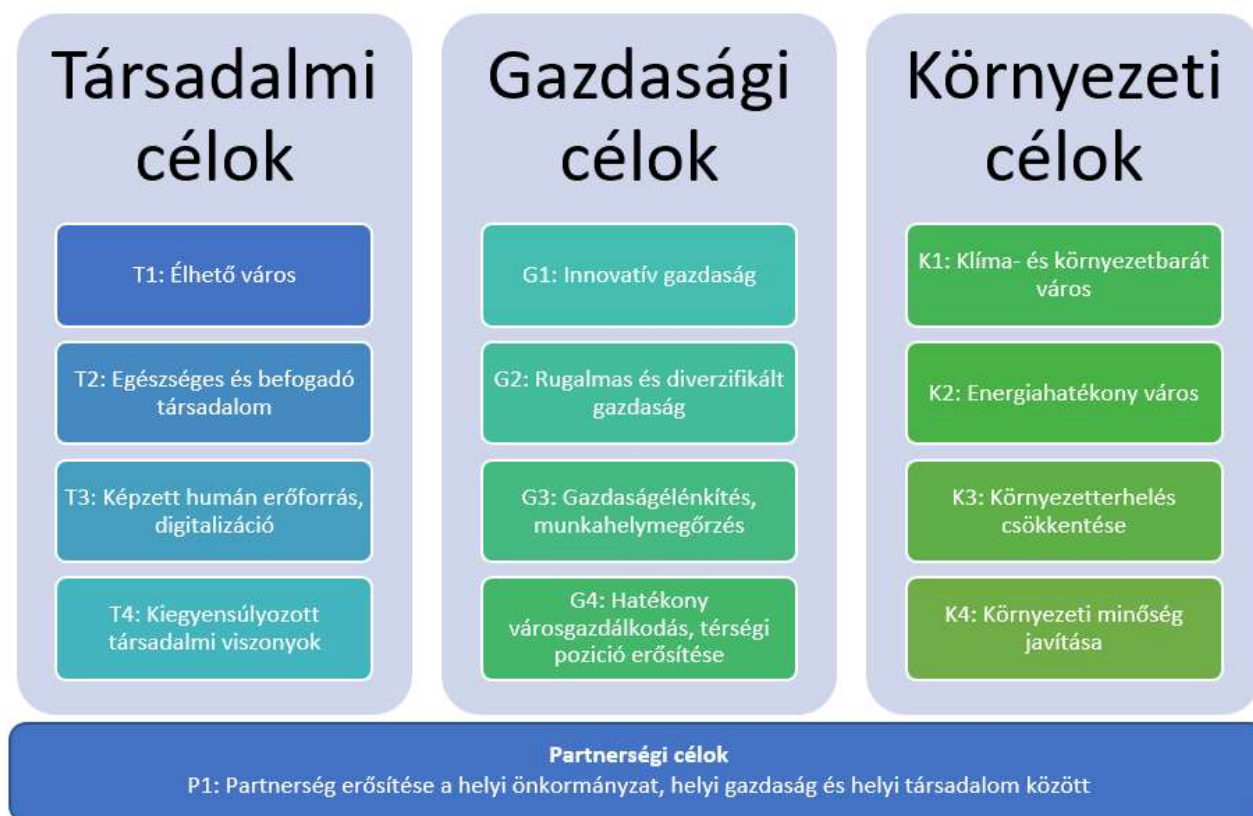 Társadalmi
célok
T1: Élhető város
T2: Egészséges és befogadó
társadalom
T3: Képzett humán erőforrás,
digitalizáció
T4: Kiegyensúlyozott
társadalmi viszonyok
Gazdasági
célok
G1: Innovatív gazdaság
G2: Rugalmas és diverzifikált
gazdaság
G3: Gazdaságélénkítés,
munkahelymegőrzés
G4: Hatékony
városgazdálkodás, térségi
pozició erősítése
Környezeti
célok
K1: Klíma- és környezetbarát
város
K2: Energiahatékony város
K3: Környezetterhelés
csökkentése
K4: Környezeti minőség
javítása
Partnerségi célok
P1: Partnerség erősítése a helyi önkormányzat, helyi gazdaság és helyi társadalom között